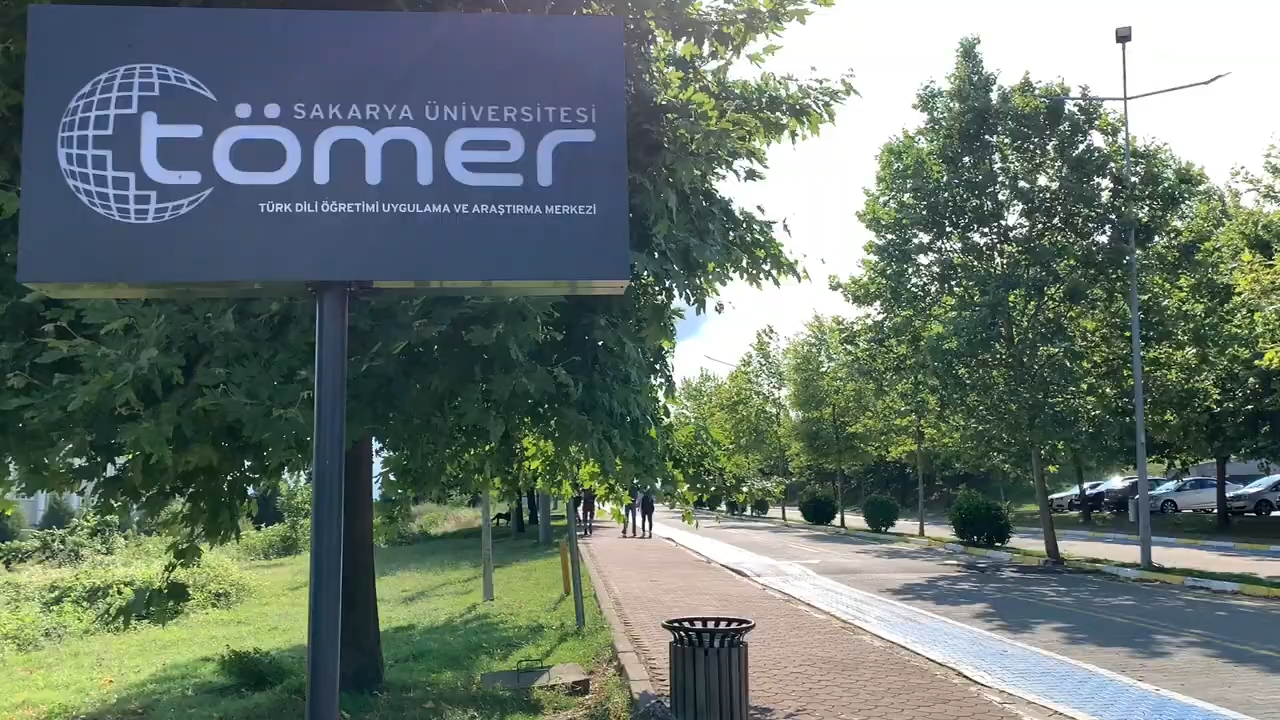 SAKARYA ÜNİVERSİTESİ
tömer
TÜRK DİLİ ÖĞRETİMİ UYGULAMA VE ARAŞTIRMA MERKEZİ